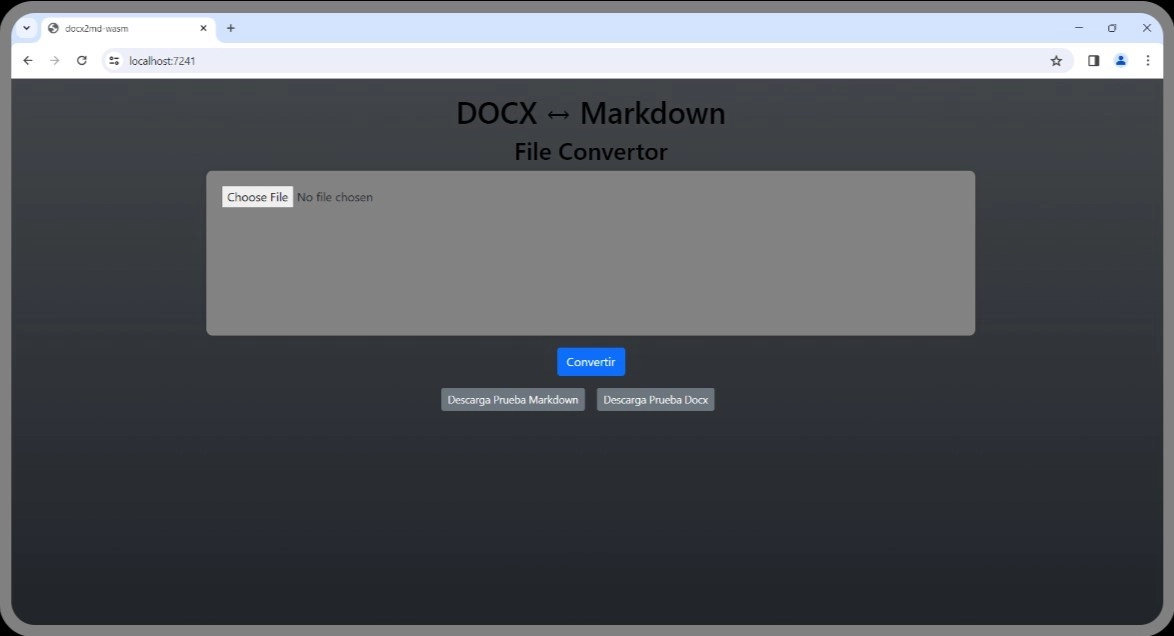 docx2md-wasm
localhost:7241
DOCX ↔ Markdown
File Convertor
Choose File No file chosen
Convertir
Descarga Prueba Markdown Descarga Prueba Docx